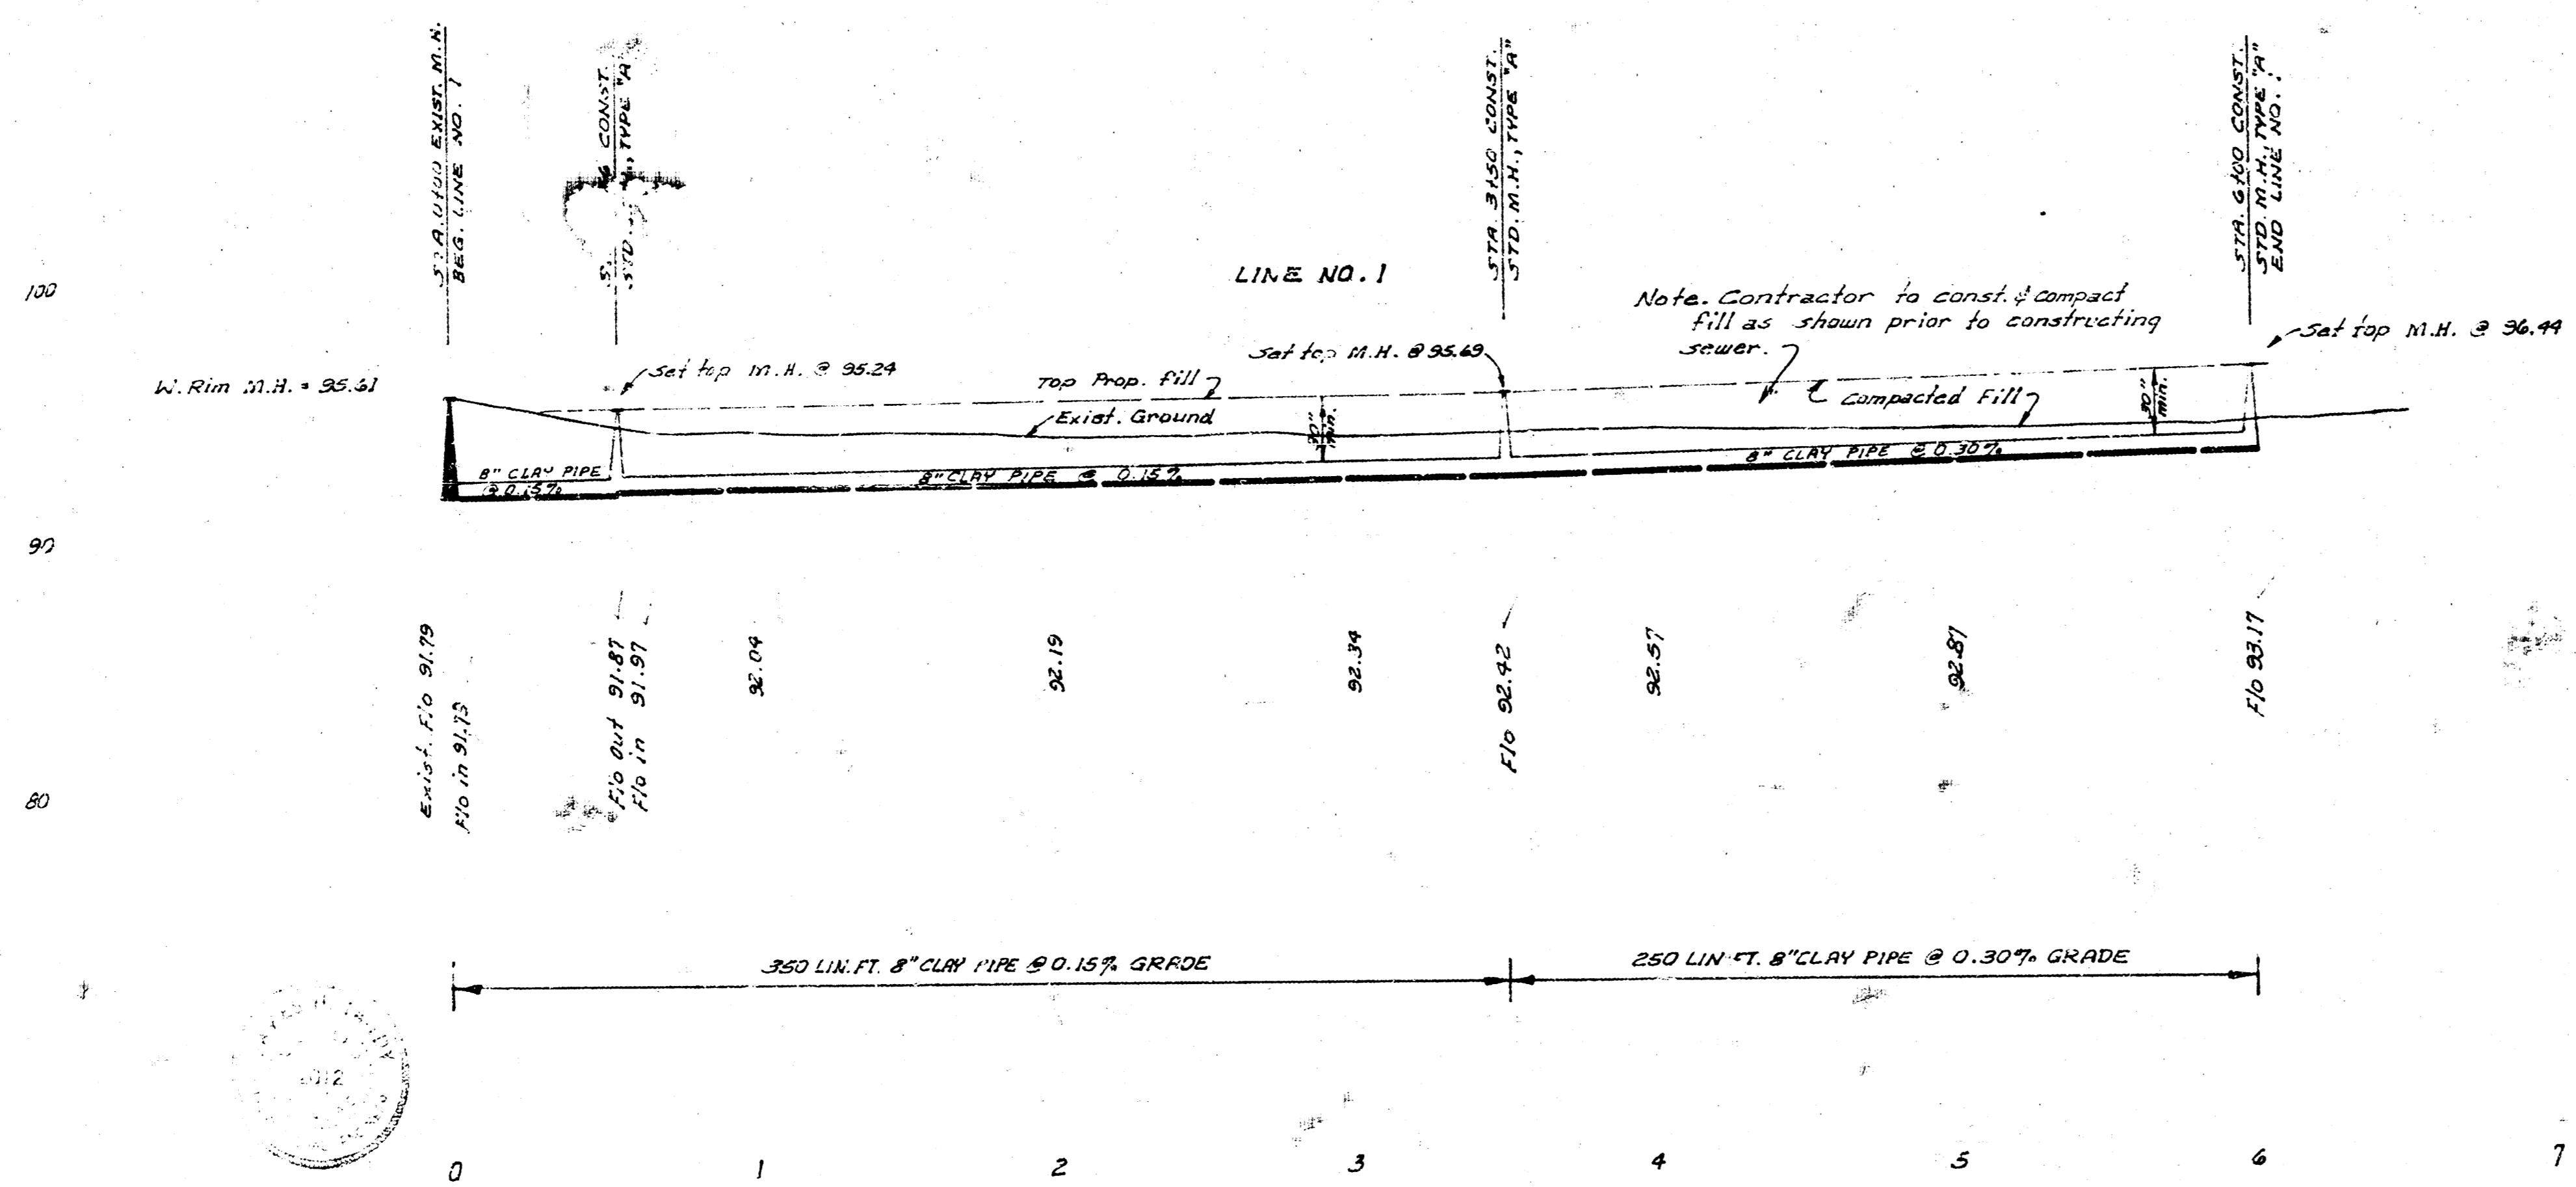 EXIST. M.H.
BEG. LINE NO. 1
CONST.
STD.
TYPE "A"
STA. 3+50 CONST.
STD. M.H., TYPE "A"
STA. 6+00 CONST.
STD. M.H., TYPE "A"
END LINE NO. 1
LINE NO. 1
100
Note. Contractor to const. & compact
fill as shown prior to constructing
sewer.
Set top M.H. @ 96.44
Set top M.H. @ 95.69
Set top M.H. @ 95.24
Top Prop. fill
W. Rim M.H. = 95.61
Exist. Ground
℄ Compacted Fill
30" min.
30" min.
8" CLAY PIPE
@ 0.15%
8" CLAY PIPE @ 0.15%
8" CLAY PIPE @ 0.30%
90
Exist. F/o 91.79
F/o in
F/o Out 91.87
F/o in 91.97
92.04
92.19
92.34
F/o 92.42
92.57
92.87
F/o 93.17
80
350 LIN. FT. 8" CLAY PIPE @ 0.15% GRADE
250 LIN. FT. 8" CLAY PIPE @ 0.30% GRADE
0 1 2 3 4 5 6 7